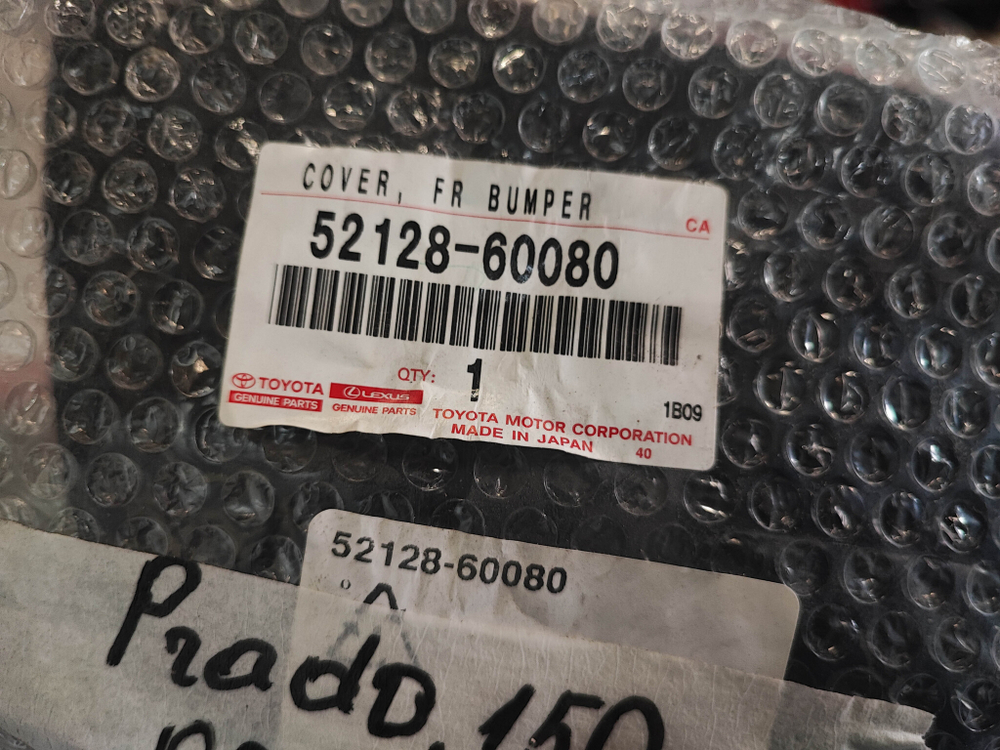 COVER, FR BUMPER
CA
52128-60080
QTY: 1
TOYOTA
GENUINE PARTS
LEXUS
GENUINE PARTS
TOYOTA MOTOR CORPORATION
MADE IN JAPAN
40
1B09
52128-60080
Prado 150